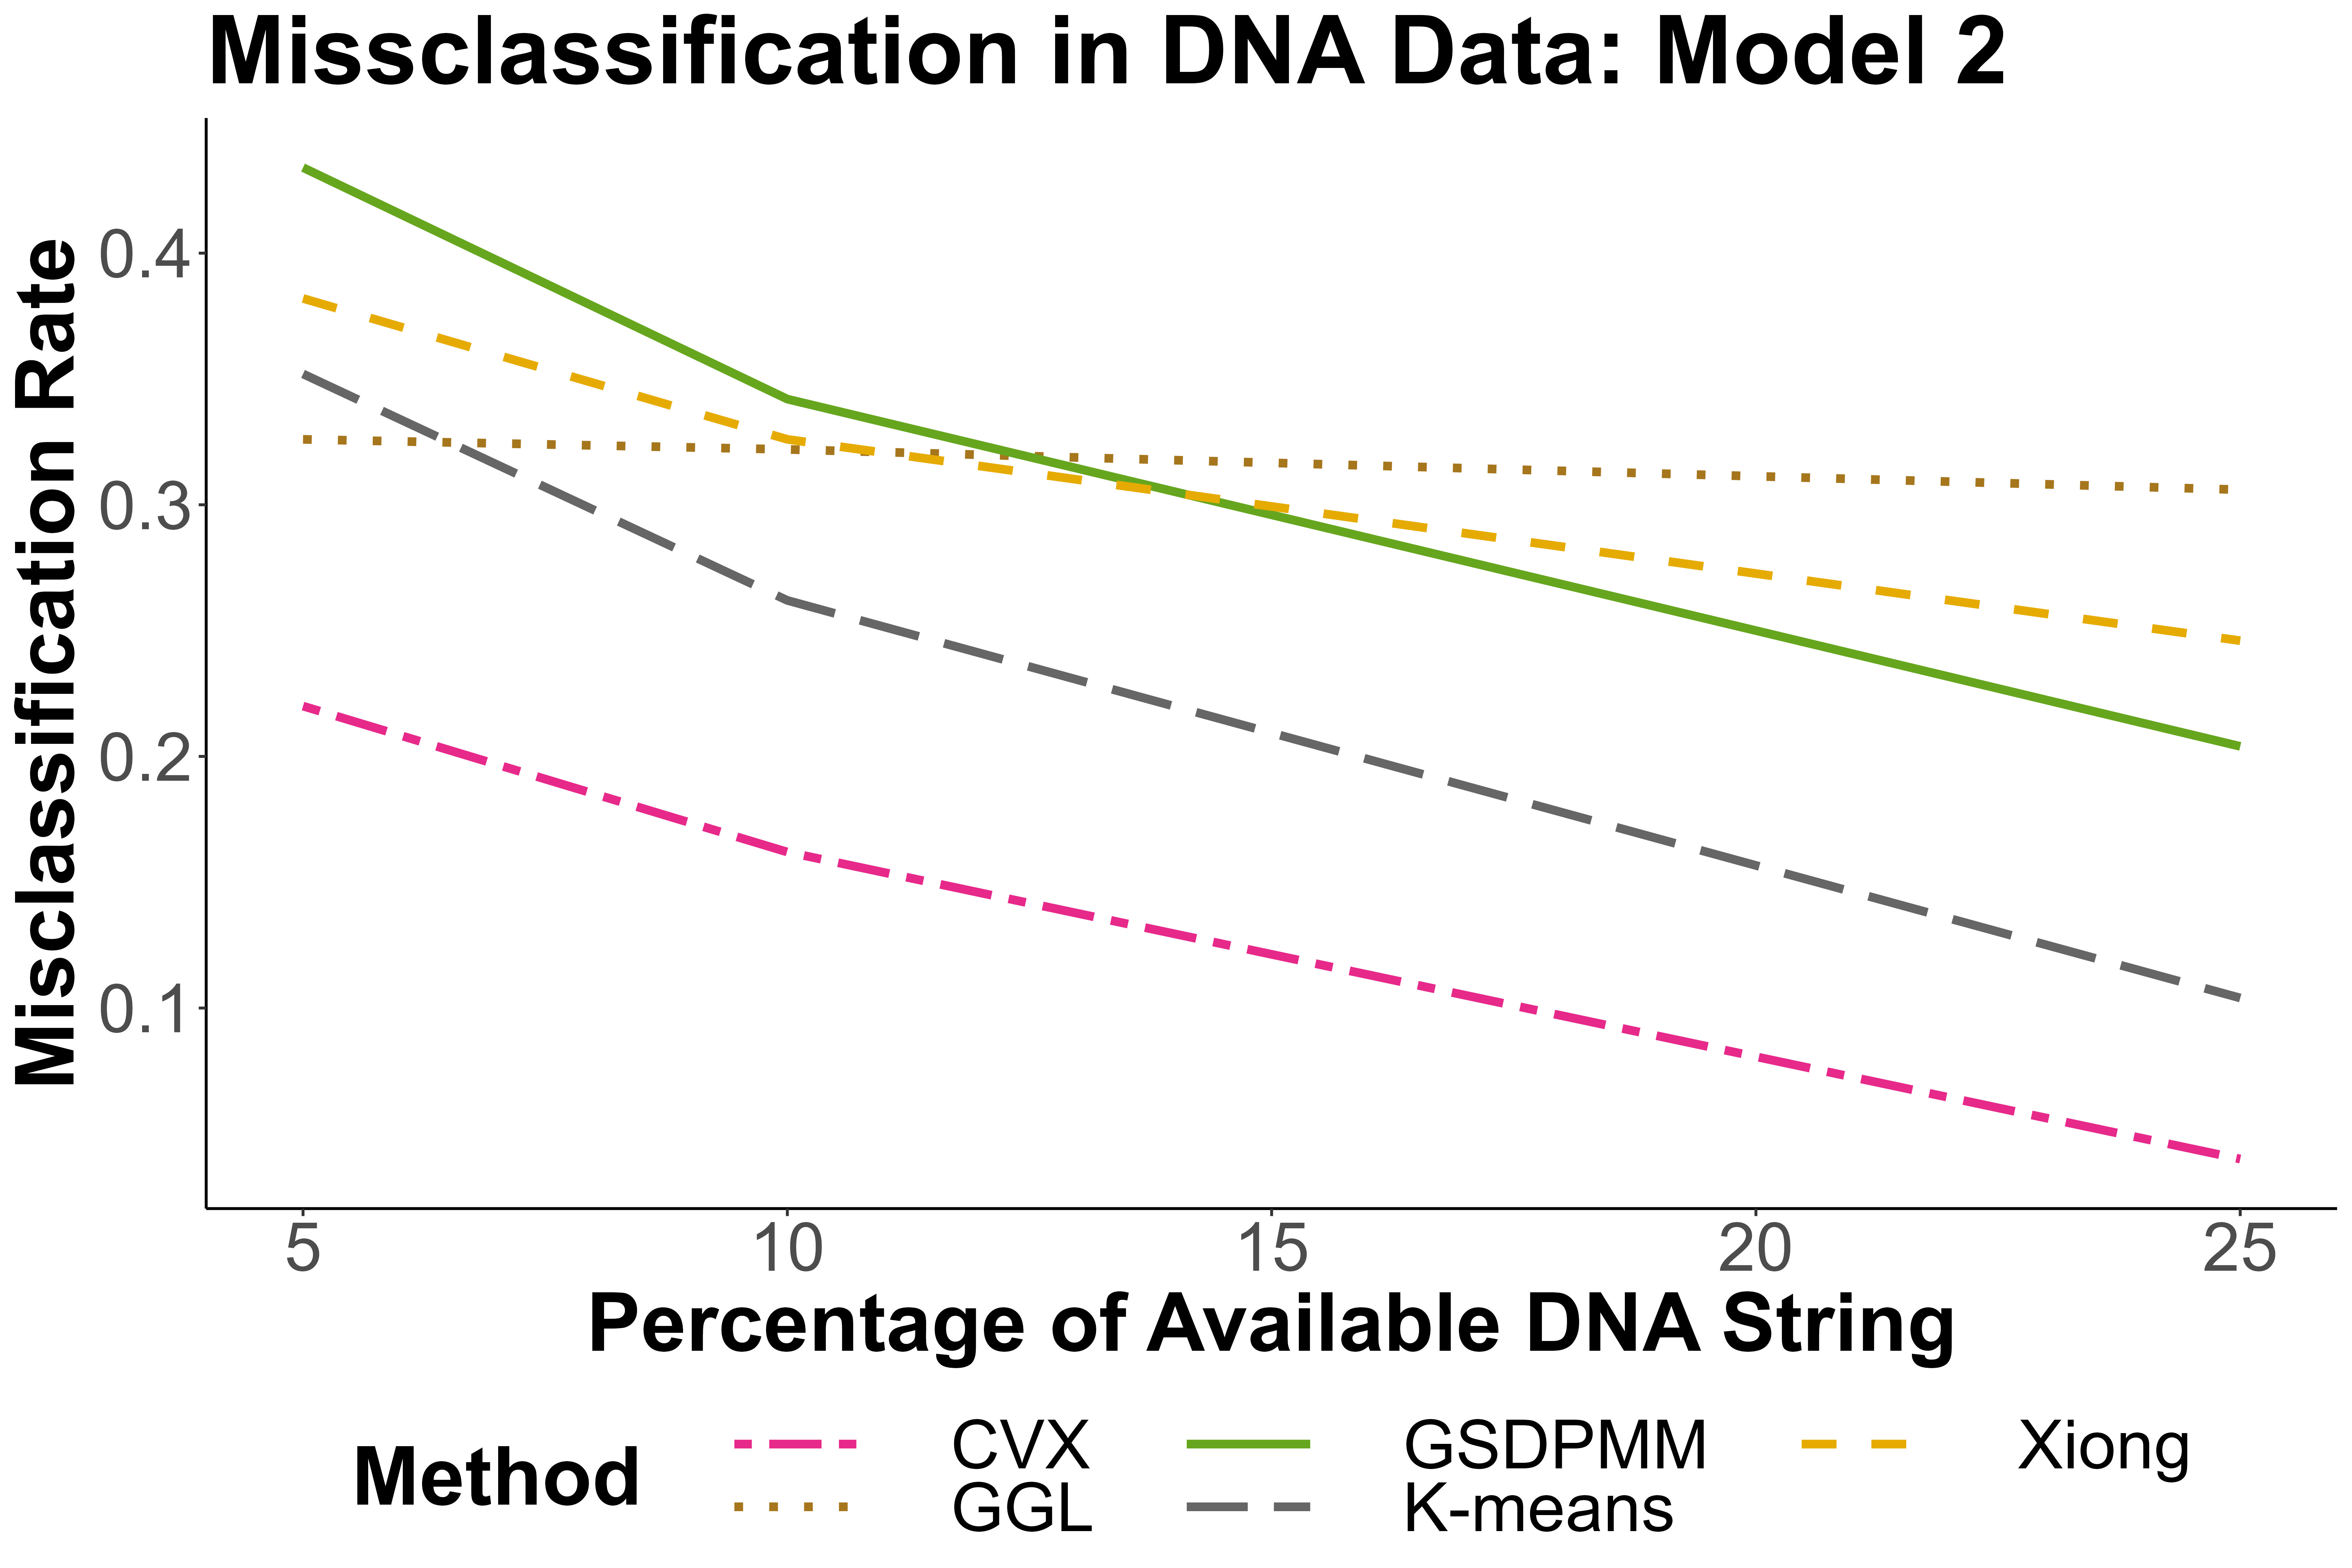 Missclassification in DNA Data: Model 2
Misclassification Rate
0.4
0.3
0.2
0.1
5 10 15 20 25
Percentage of Available DNA String
Method
CVX GSDPMM Xiong
GGL K-means